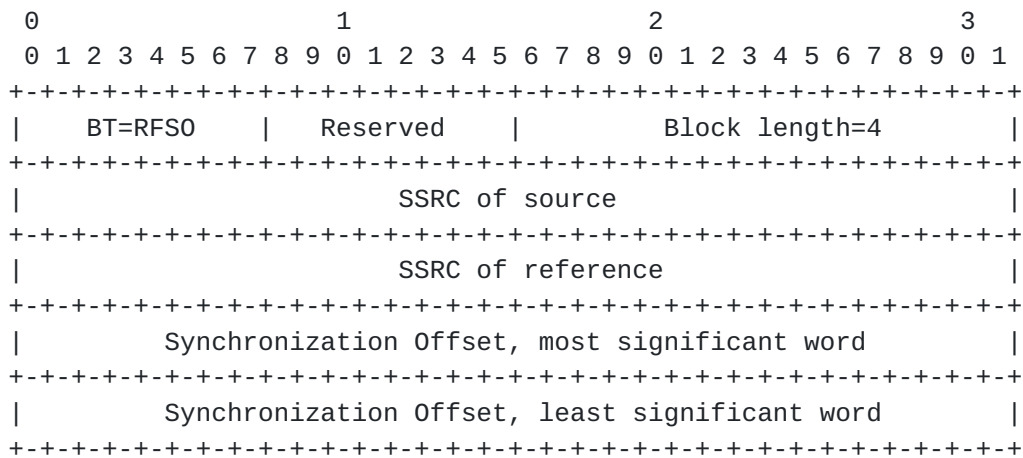 0                   1                   2                   3
 0 1 2 3 4 5 6 7 8 9 0 1 2 3 4 5 6 7 8 9 0 1 2 3 4 5 6 7 8 9 0 1
+-+-+-+-+-+-+-+-+-+-+-+-+-+-+-+-+-+-+-+-+-+-+-+-+-+-+-+-+-+-+-+-+
|    BT=RFSO    |   Reserved    |         Block length=4        |
+-+-+-+-+-+-+-+-+-+-+-+-+-+-+-+-+-+-+-+-+-+-+-+-+-+-+-+-+-+-+-+-+
|                        SSRC of source                         |
+-+-+-+-+-+-+-+-+-+-+-+-+-+-+-+-+-+-+-+-+-+-+-+-+-+-+-+-+-+-+-+-+
|                        SSRC of reference                      |
+-+-+-+-+-+-+-+-+-+-+-+-+-+-+-+-+-+-+-+-+-+-+-+-+-+-+-+-+-+-+-+-+
|         Synchronization Offset, most significant word         |
+-+-+-+-+-+-+-+-+-+-+-+-+-+-+-+-+-+-+-+-+-+-+-+-+-+-+-+-+-+-+-+-+
|         Synchronization Offset, least significant word        |
+-+-+-+-+-+-+-+-+-+-+-+-+-+-+-+-+-+-+-+-+-+-+-+-+-+-+-+-+-+-+-+-+